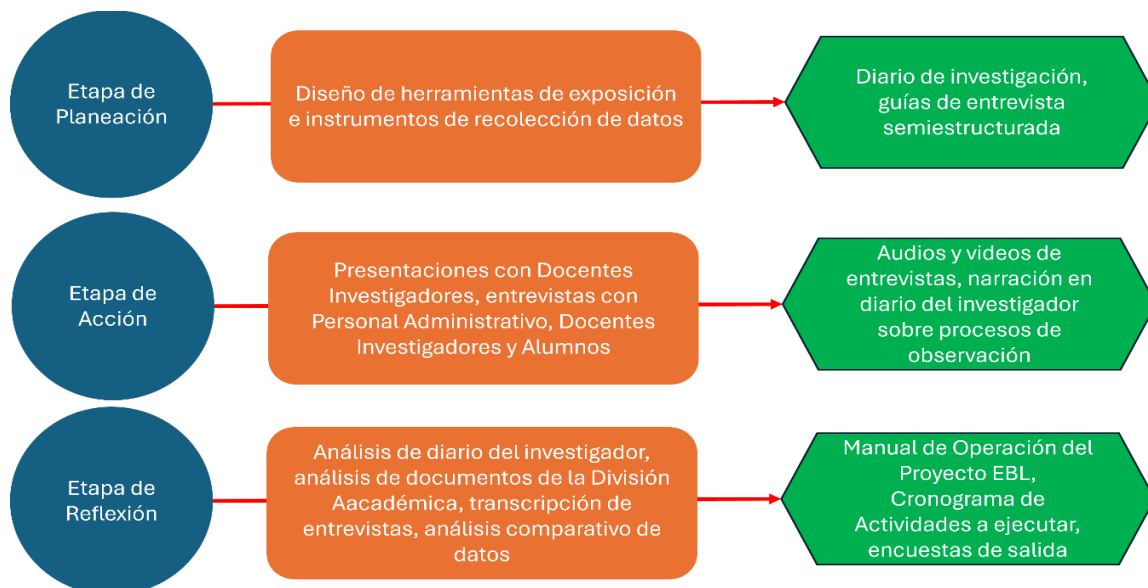 Etapa de
Planeación
Diseño de herramientas de exposición
e instrumentos de recolección de datos
Diario de investigación,
guías de entrevista
semiestructurada
Etapa de
Acción
Presentaciones con Docentes
Investigadores, entrevistas con
Personal Administrativo, Docentes
Investigadores y Alumnos
Audios y videos de
entrevistas, narración en
diario del investigador
sobre procesos de
observación
Etapa de
Reflexión
Análisis de diario del investigador,
análisis de documentos de la División
Aacadémica, transcripción de
entrevistas, análisis comparativo de
datos
Manual de Operación del
Proyecto EBL,
Cronograma de
Actividades a ejecutar,
encuestas de salida